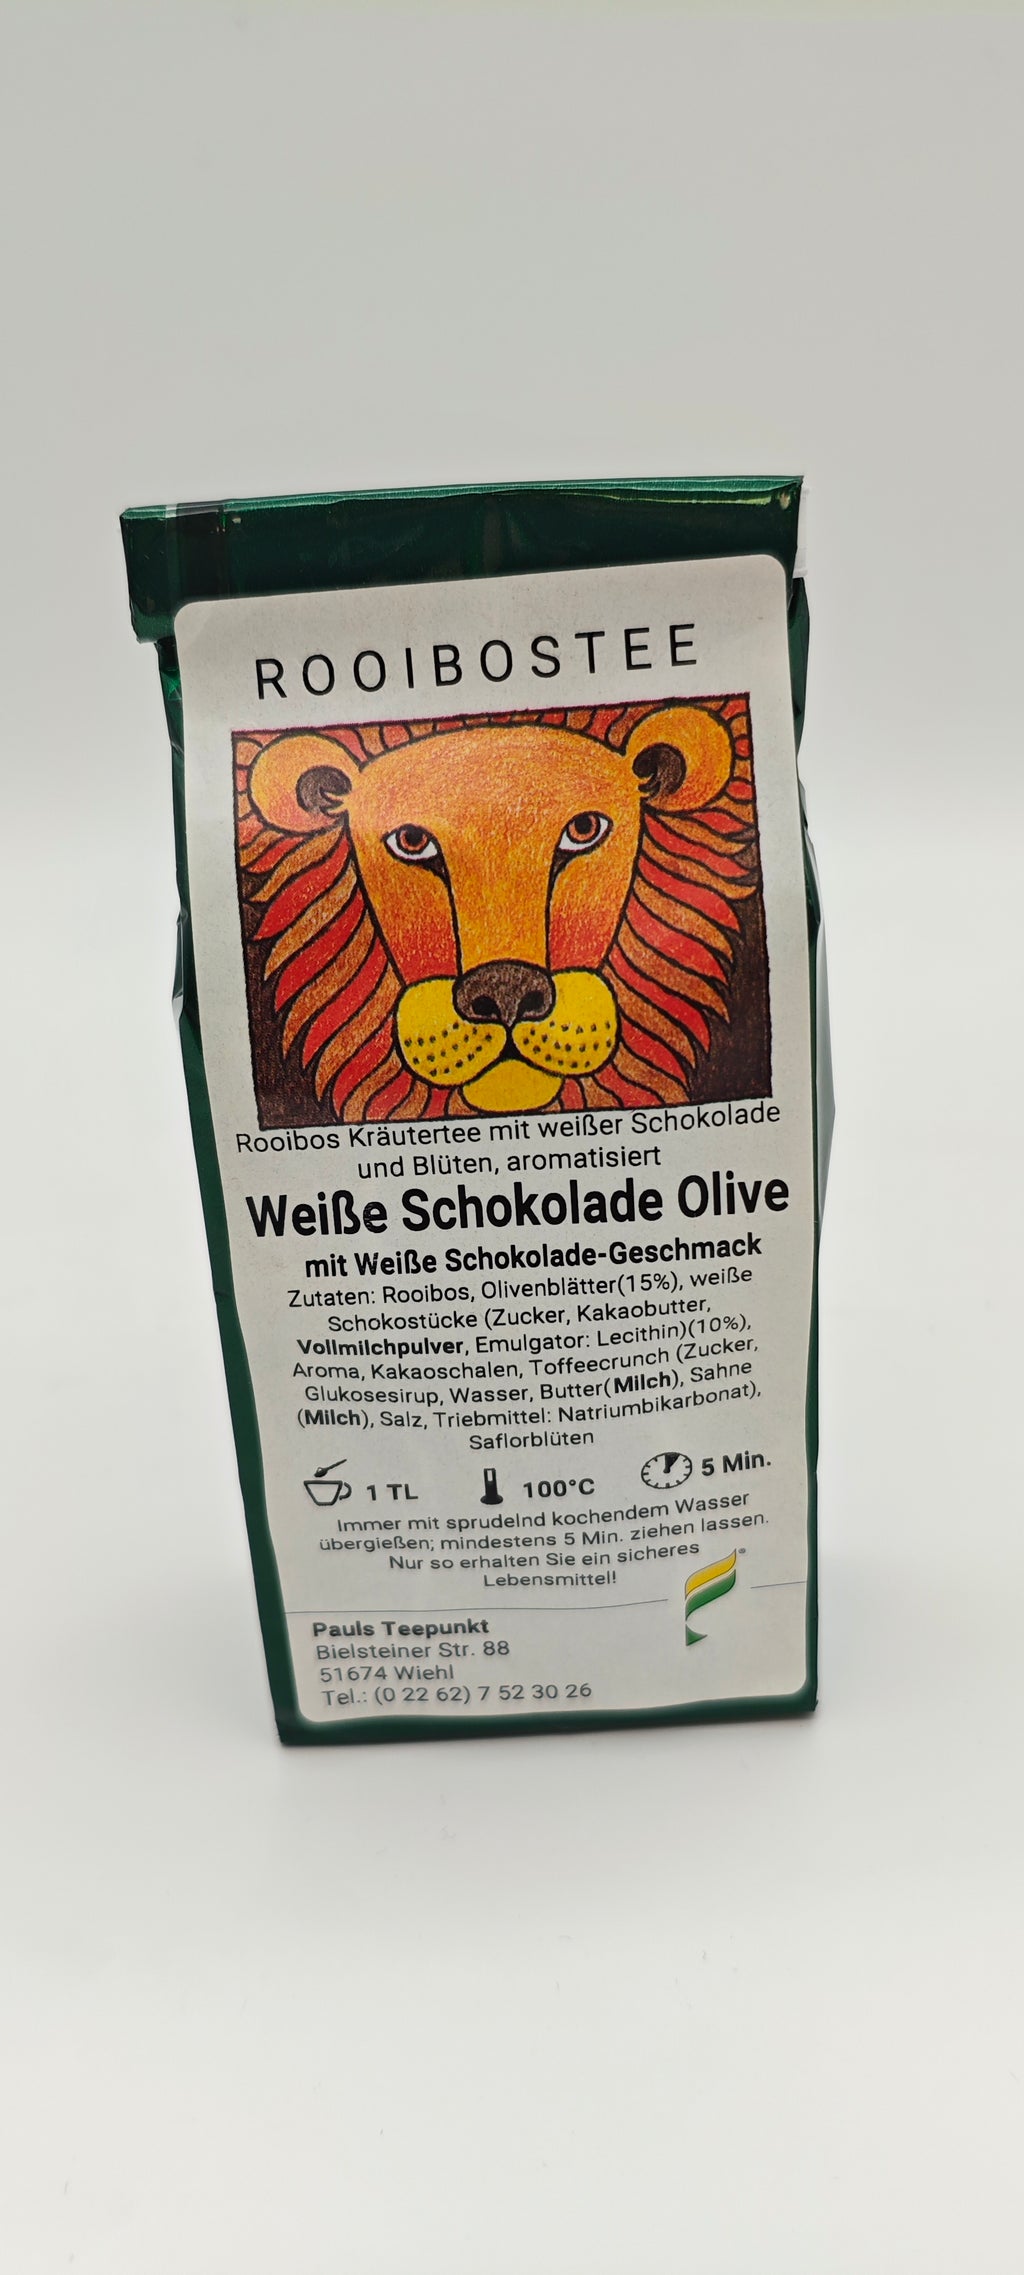 ROOIBOSTEE
Rooibos Kräutertee mit weißer Schokolade
und Blüten, aromatisiert
Weiße Schokolade Olive
mit Weiße Schokolade-Geschmack
Zutaten: Rooibos, Olivenblätter(15%), weiße
Schokostücke (Zucker, Kakaobutter,
Vollmilchpulver, Emulgator: Lecithin)(10%),
Aroma, Kakaoschalen, Toffeecrunch (Zucker,
Glukosesirup, Wasser, Butter(Milch), Sahne
(Milch), Salz, Triebmittel: Natriumbikarbonat),
Saflorblüten
1 TL 100°C 5 Min.
Immer mit sprudelnd kochendem Wasser
übergießen; mindestens 5 Min. ziehen lassen.
Nur so erhalten Sie ein sicheres
Lebensmittel!
®
Pauls Teepunkt
Bielsteiner Str. 88
51674 Wiehl
Tel.: (0 22 62) 7 52 30 26